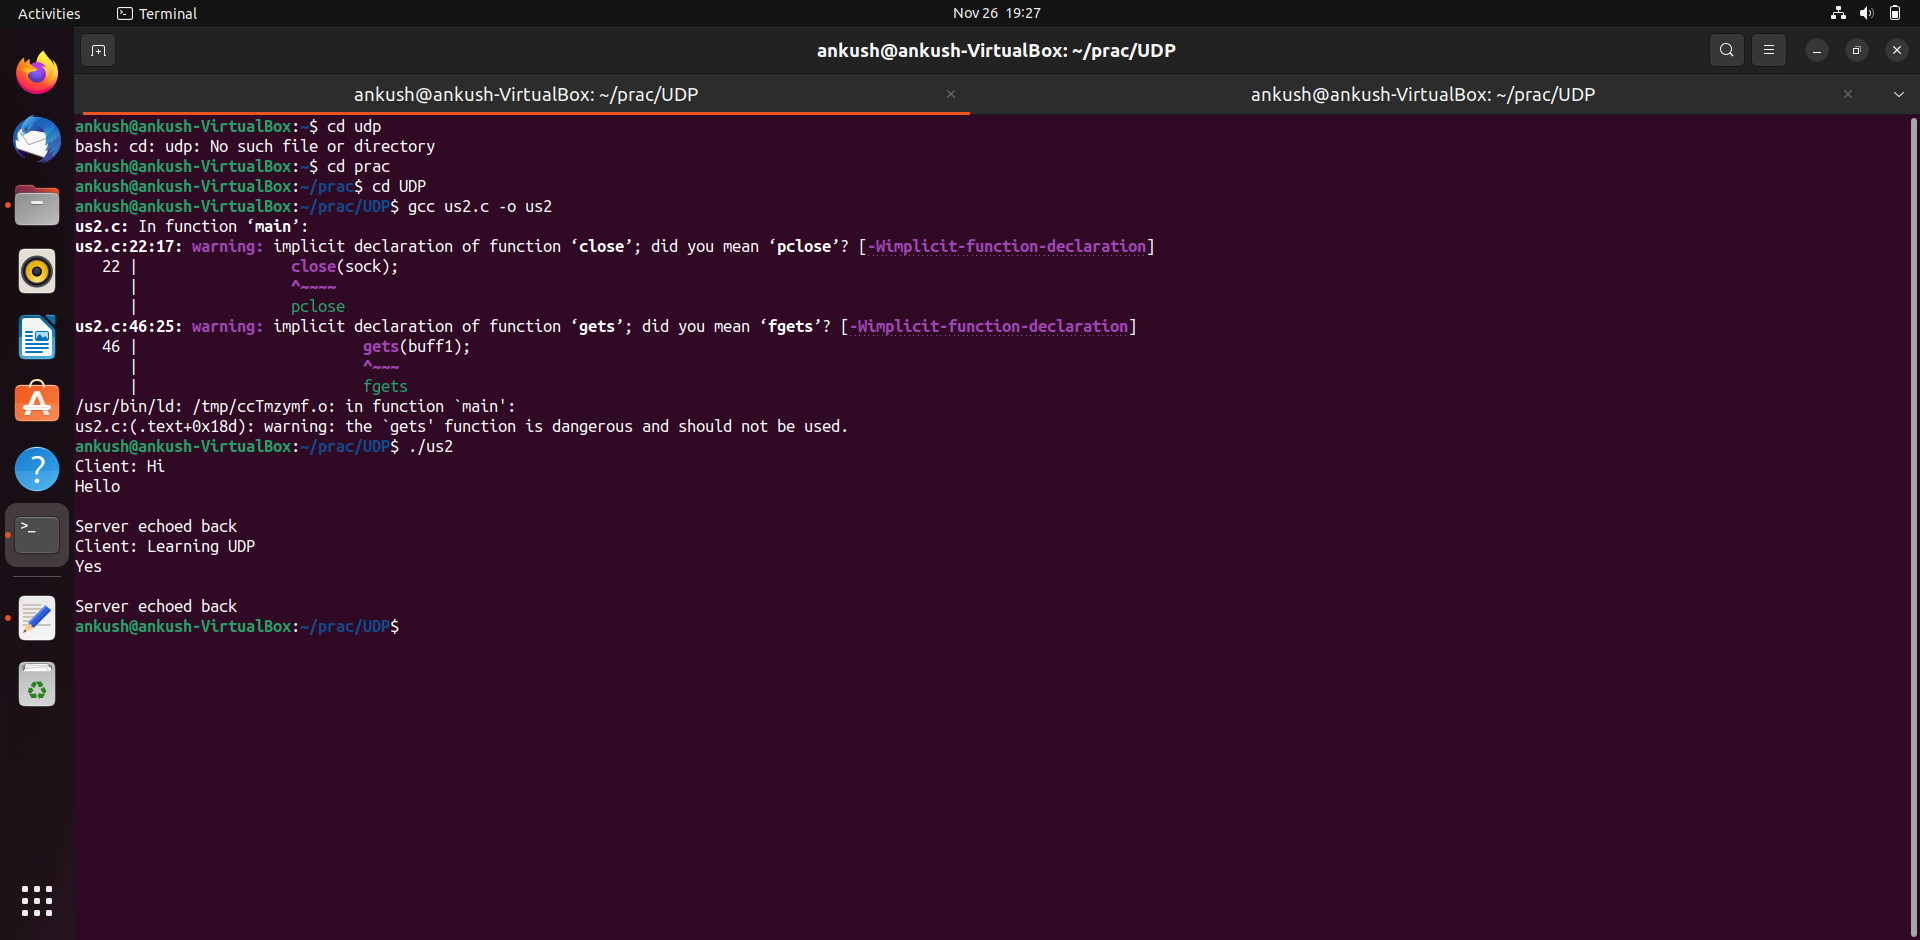 Activities
Terminal
Nov 26 19:27
ankush@ankush-VirtualBox: ~/prac/UDP
ankush@ankush-VirtualBox: ~/prac/UDP
ankush@ankush-VirtualBox: ~/prac/UDP
ankush@ankush-VirtualBox:~$ cd udp
bash: cd: udp: No such file or directory
ankush@ankush-VirtualBox:~$ cd prac
ankush@ankush-VirtualBox:~/prac$ cd UDP
ankush@ankush-VirtualBox:~/prac/UDP$ gcc us2.c -o us2
us2.c: In function ‘main’:
us2.c:22:17: warning: implicit declaration of function ‘close’; did you mean ‘pclose’? [-Wimplicit-function-declaration]
   22 |                 close(sock);
      |                 ^~~~~
      |                 pclose
us2.c:46:25: warning: implicit declaration of function ‘gets’; did you mean ‘fgets’? [-Wimplicit-function-declaration]
   46 |                         gets(buff1);
      |                         ^~~~
      |                         fgets
/usr/bin/ld: /tmp/ccTmzymf.o: in function `main':
us2.c:(.text+0x18d): warning: the `gets' function is dangerous and should not be used.
ankush@ankush-VirtualBox:~/prac/UDP$ ./us2
Client: Hi
Hello
Server echoed back
Client: Learning UDP
Yes
Server echoed back
ankush@ankush-VirtualBox:~/prac/UDP$